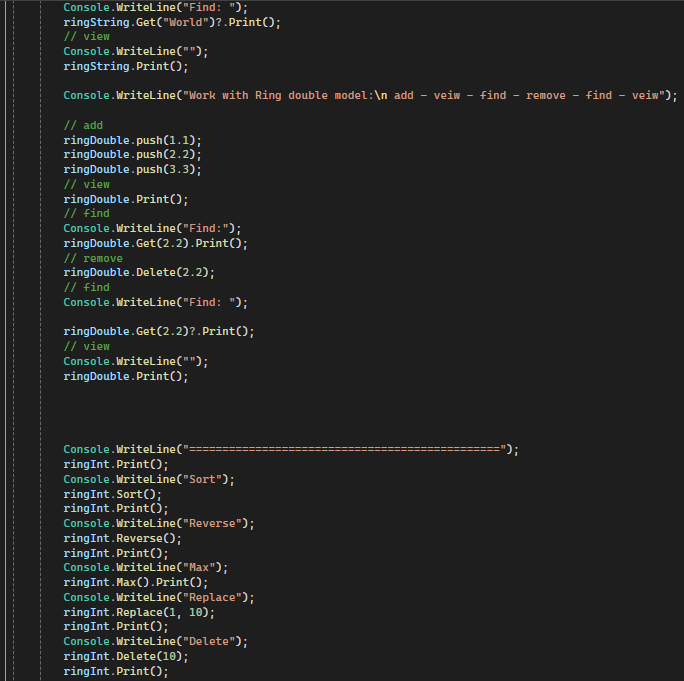 Console.WriteLine("Find: ");
ringString.Get("World")?.Print();
// view
Console.WriteLine("");
ringString.Print();
Console.WriteLine("Work with Ring double model:\n add - veiw - find - remove - find - veiw");
// add
ringDouble.push(1.1);
ringDouble.push(2.2);
ringDouble.push(3.3);
// view
ringDouble.Print();
// find
Console.WriteLine("Find:");
ringDouble.Get(2.2).Print();
// remove
ringDouble.Delete(2.2);
// find
Console.WriteLine("Find: ");
ringDouble.Get(2.2)?.Print();
// view
Console.WriteLine("");
ringDouble.Print();
Console.WriteLine("===============================================");
ringInt.Print();
Console.WriteLine("Sort");
ringInt.Sort();
ringInt.Print();
Console.WriteLine("Reverse");
ringInt.Reverse();
ringInt.Print();
Console.WriteLine("Max");
ringInt.Max().Print();
Console.WriteLine("Replace");
ringInt.Replace(1, 10);
ringInt.Print();
Console.WriteLine("Delete");
ringInt.Delete(10);
ringInt.Print();